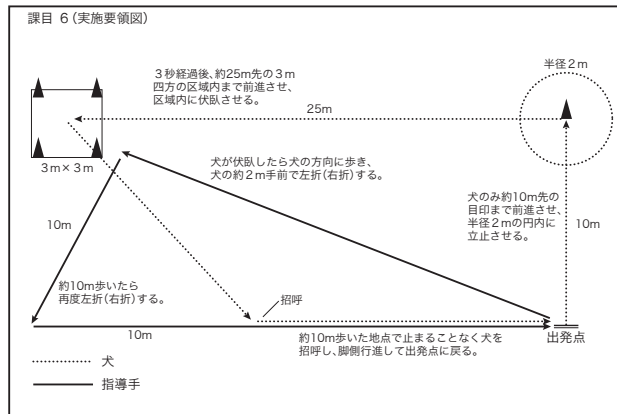 課目 6（実施要領図）
半径２m
３秒経過後、約25m先の３m
四方の区域内まで前進させ、
区域内に伏臥させる。
25m
３m×３m
犬が伏臥したら犬の方向に歩き、
犬の約２m手前で左折（右折）する。
犬のみ約10m先の
目印まで前進させ、
半径２mの円内に
立止させる。
10m
10m
約10m歩いたら
再度左折（右折）する。
招呼
10m
約10m歩いた地点で止まることなく犬を
招呼し、脚側行進して出発点に戻る。
出発点
犬
指導手